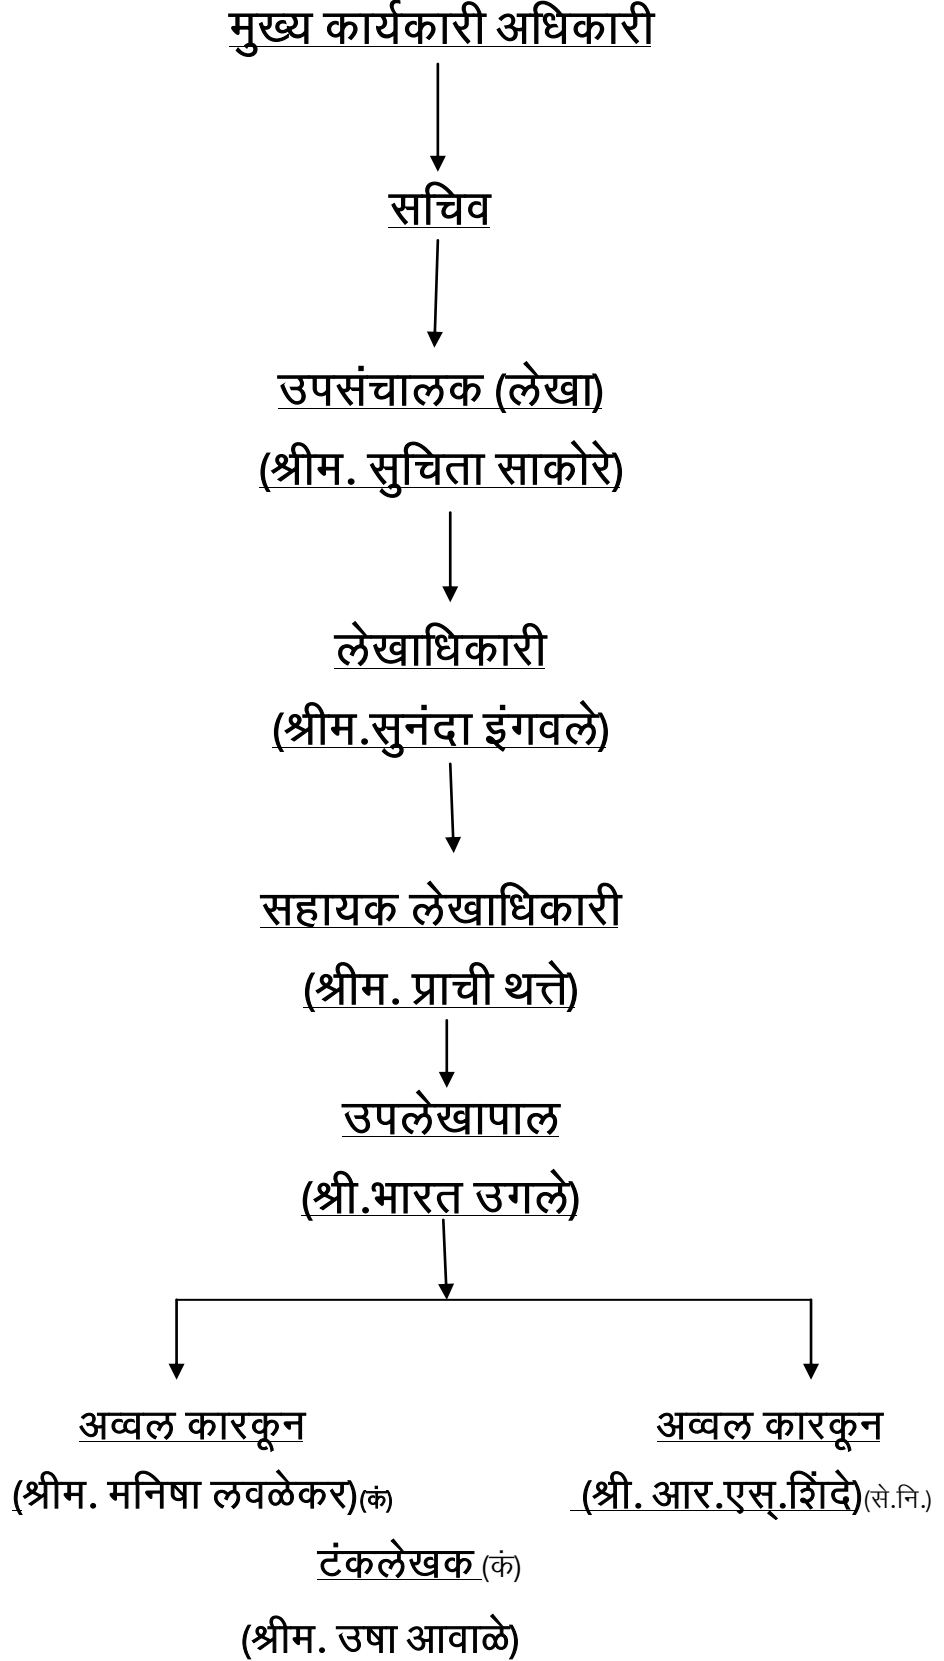 मुख्य कार्यकारी अधिकारी
सचिव
उपसंचालक (लेखा)
(श्रीम. सुचिता साकोरे)
लेखाधिकारी
(श्रीम.सुनंदा इंगवले)
सहायक लेखाधिकारी
(श्रीम. प्राची थत्ते)
उपलेखापाल
(श्री.भारत उगले)
अव्वल कारकून अव्वल कारकून
(श्रीम. मनिषा लवळेकर)(कं) (श्री. आर.एस्.शिंदे)(से.नि.)
टंकलेखक (कं)
(श्रीम. उषा आवाळे)